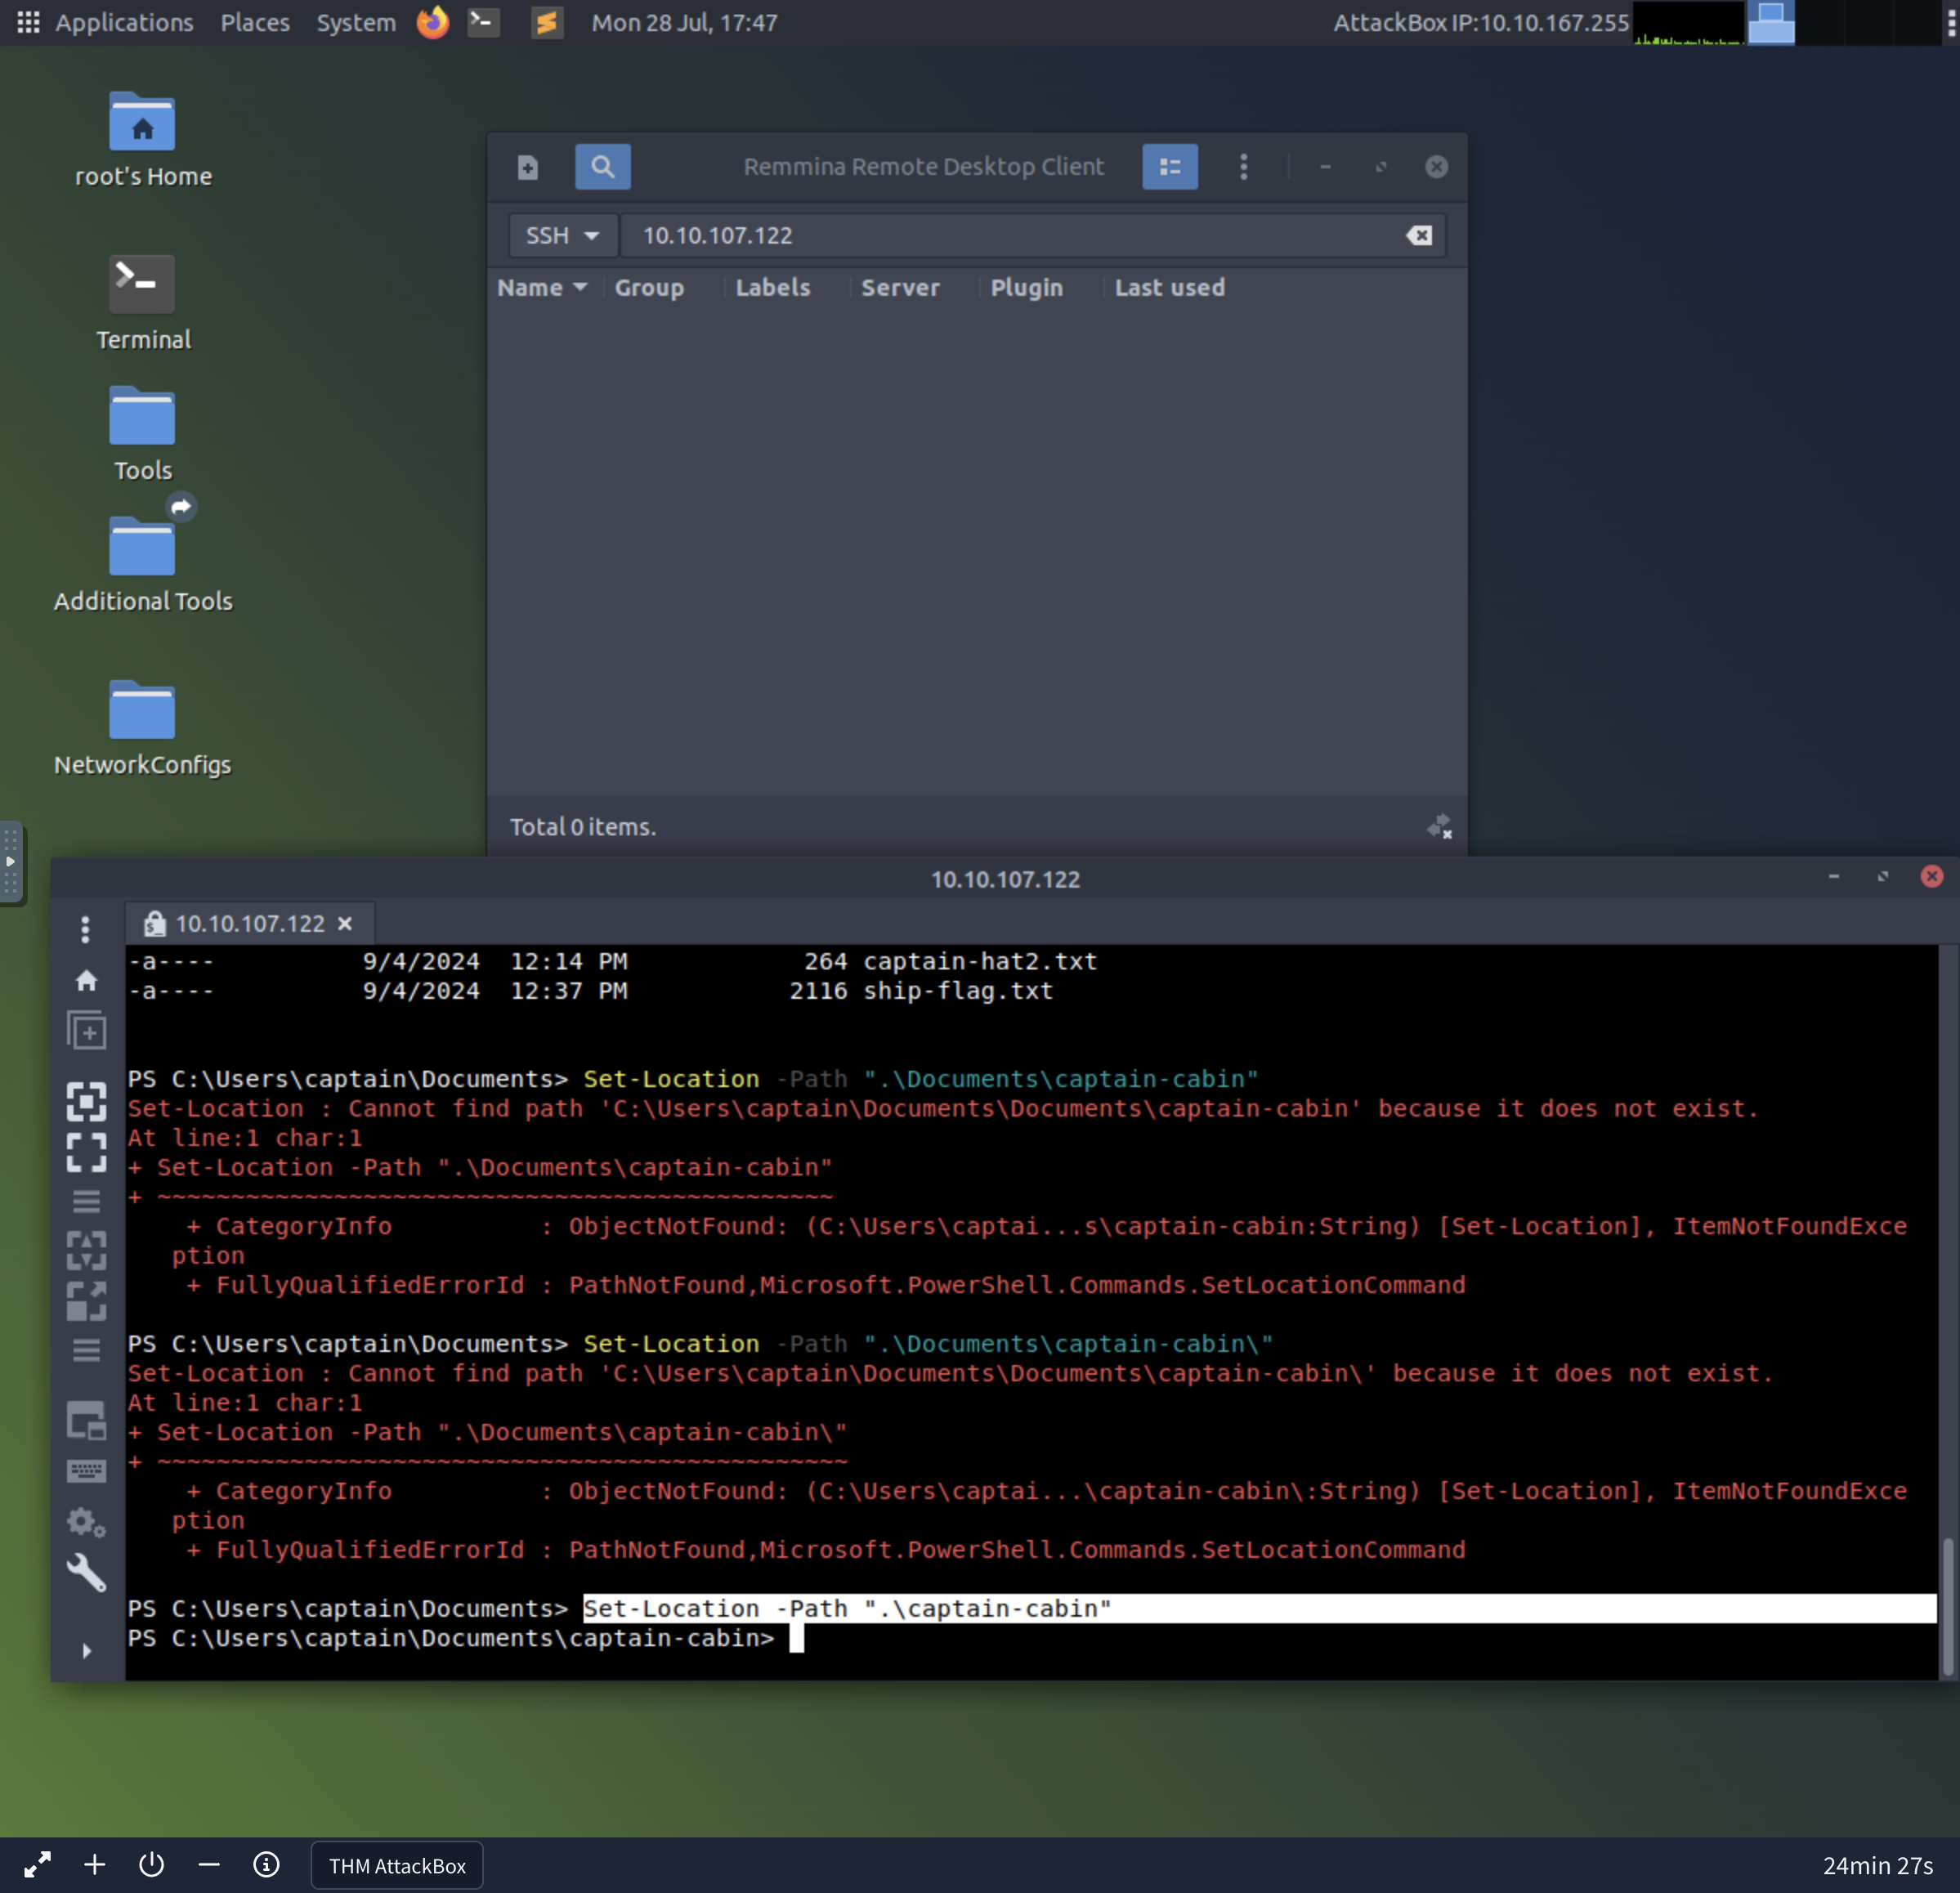 Applications Places System Mon 28 Jul, 17:47 AttackBox IP:10.10.167.255
root's Home
Terminal
Tools
Additional Tools
NetworkConfigs
Remmina Remote Desktop Client
SSH 10.10.107.122
Name Group Labels Server Plugin Last used
Total 0 items.
10.10.107.122
10.10.107.122
-a----          9/4/2024  12:14 PM            264 captain-hat2.txt
-a----          9/4/2024  12:37 PM           2116 ship-flag.txt
PS C:\Users\captain\Documents> Set-Location -Path ".\Documents\captain-cabin"
Set-Location : Cannot find path 'C:\Users\captain\Documents\Documents\captain-cabin' because it does not exist.
At line:1 char:1
+ Set-Location -Path ".\Documents\captain-cabin"
+ ~~~~~~~~~~~~~~~~~~~~~~~~~~~~~~~~~~~~~~~~~~~~~~
    + CategoryInfo          : ObjectNotFound: (C:\Users\captai...s\captain-cabin:String) [Set-Location], ItemNotFoundExce
   ption
    + FullyQualifiedErrorId : PathNotFound,Microsoft.PowerShell.Commands.SetLocationCommand
PS C:\Users\captain\Documents> Set-Location -Path ".\Documents\captain-cabin\"
Set-Location : Cannot find path 'C:\Users\captain\Documents\Documents\captain-cabin\' because it does not exist.
At line:1 char:1
+ Set-Location -Path ".\Documents\captain-cabin\"
+ ~~~~~~~~~~~~~~~~~~~~~~~~~~~~~~~~~~~~~~~~~~~~~~~
    + CategoryInfo          : ObjectNotFound: (C:\Users\captai...\captain-cabin\:String) [Set-Location], ItemNotFoundExce
   ption
    + FullyQualifiedErrorId : PathNotFound,Microsoft.PowerShell.Commands.SetLocationCommand
PS C:\Users\captain\Documents> Set-Location -Path ".\captain-cabin"
PS C:\Users\captain\Documents\captain-cabin>
THM AttackBox 24min 27s